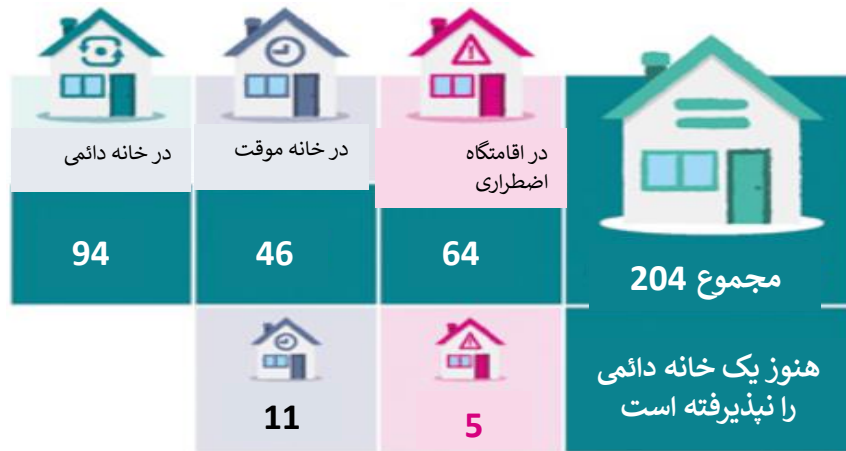 در اقامتگاه
اضطراری
در خانه موقت
در خانه دائمی
مجموع 204
64
46
94
هنوز یک خانه دائمی
را نپذیرفته است
5
11